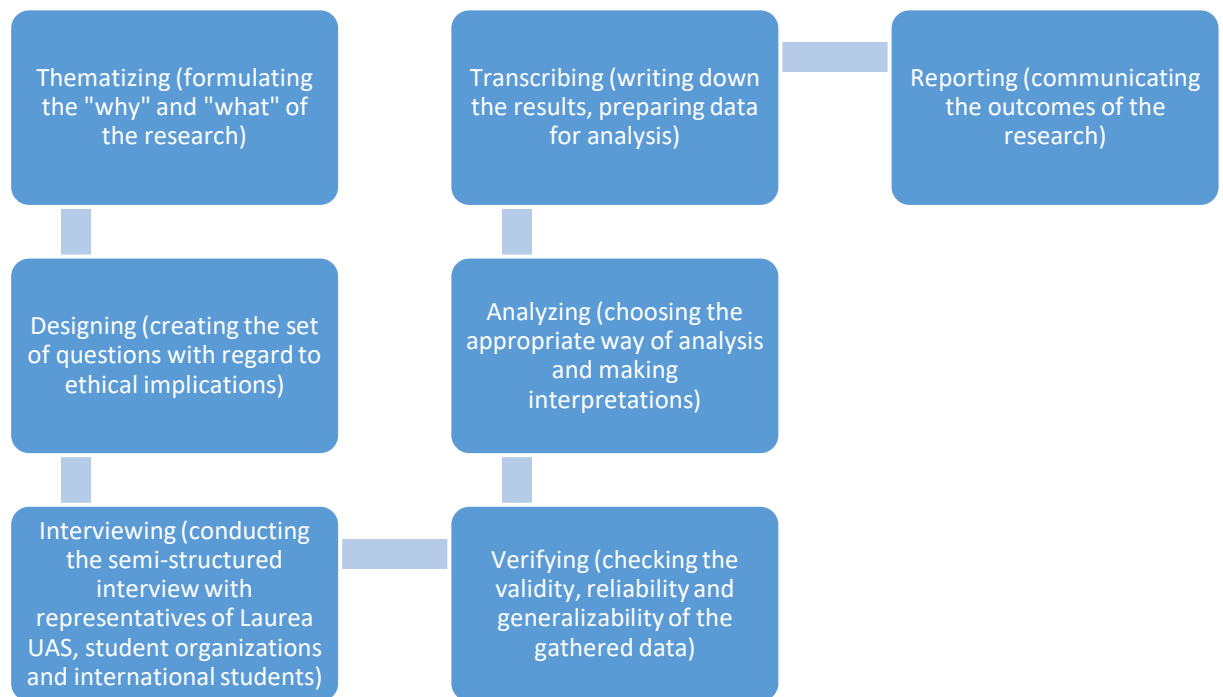 Thematizing (formulating
the "why" and "what" of
the research)
Designing (creating the set
of questions with regard to
ethical implications)
Interviewing (conducting
the semi-structured
interview with
representatives of Laurea
UAS, student organizations
and international students)
Verifying (checking the
validity, reliability and
generalizability of the
gathered data)
Analyzing (choosing the
appropriate way of analysis
and making
interpretations)
Transcribing (writing down
the results, preparing data
for analysis)
Reporting (communicating
the outcomes of the
research)